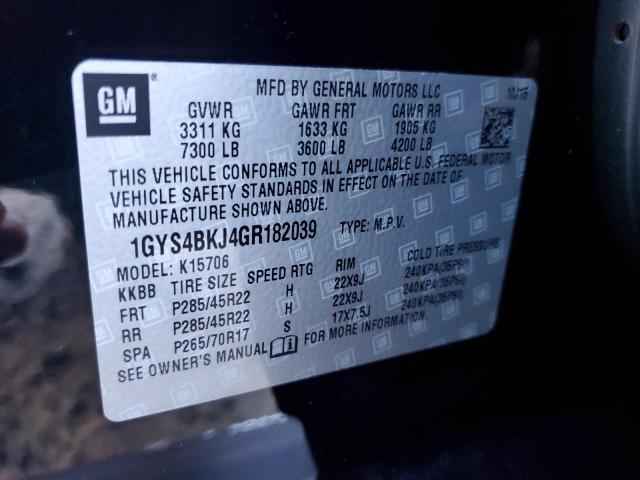 GM
MFD BY GENERAL MOTORS LLC
10/15
GVWR GAWR FRT GAWR RR
3311 KG 1633 KG 1905 KG
7300 LB 3600 LB 4200 LB
THIS VEHICLE CONFORMS TO ALL APPLICABLE U.S. FEDERAL MOTOR
VEHICLE SAFETY STANDARDS IN EFFECT ON THE DATE OF
MANUFACTURE SHOWN ABOVE.
1GYS4BKJ4GR182039 TYPE: M.P.V.
MODEL: K15706
KKBB TIRE SIZE SPEED RTG RIM COLD TIRE PRESSURE
FRT P285/45R22 H 22X9J 240KPA(35PSI)
RR P285/45R22 H 22X9J 240KPA(35PSI)
SPA P265/70R17 S 17X7.5J 240KPA(35PSI)
SEE OWNER'S MANUAL FOR MORE INFORMATION